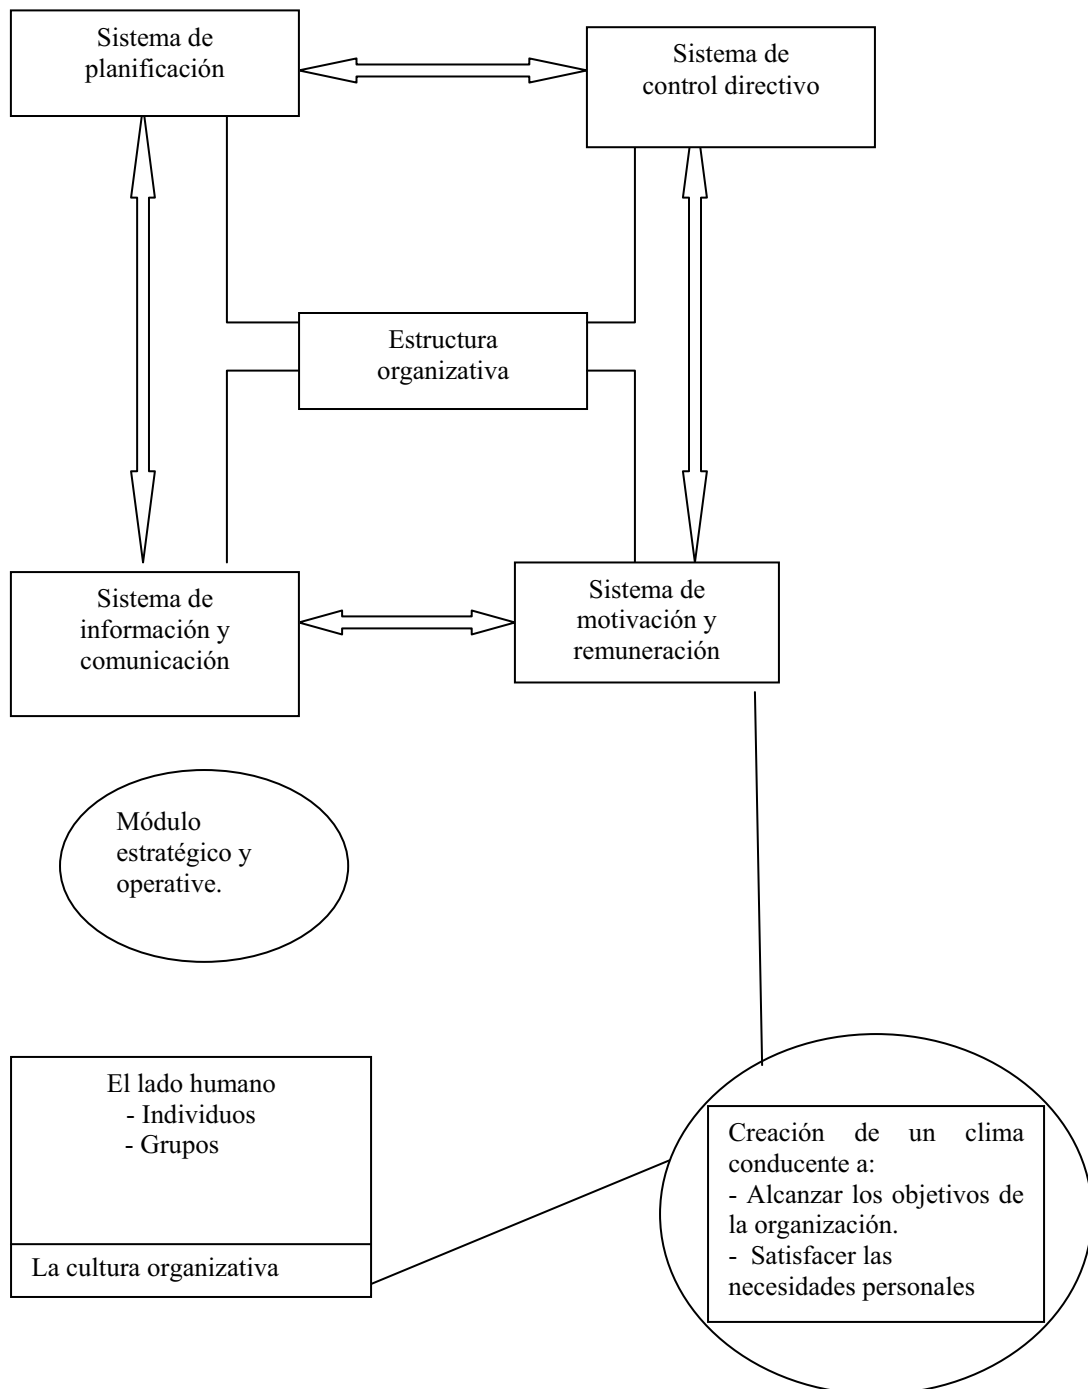 Sistema de
planificación
Sistema de
control directivo
Estructura
organizativa
Sistema de
información y
comunicación
Sistema de
motivación y
remuneración
Módulo
estratégico y
operative.
El lado humano
- Individuos
- Grupos
La cultura organizativa
Creación de un clima
conducente a:
- Alcanzar los objetivos de
la organización.
- Satisfacer las
necesidades personales